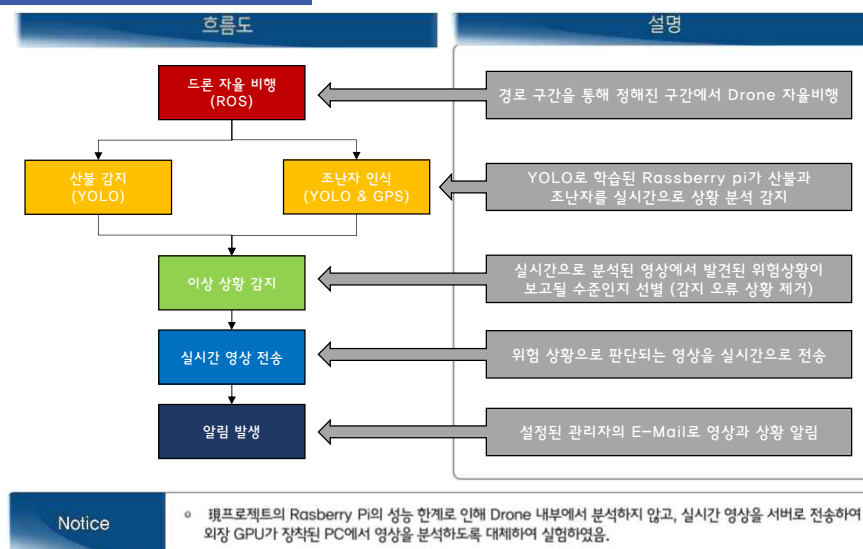 흐름도
설명
드론 자율 비행
(ROS)
경로 구간을 통해 정해진 구간에서 Drone 자율비행
산불 감지
(YOLO)
조난자 인식
(YOLO & GPS)
YOLO로 학습된 Rassberry pi가 산불과
조난자를 실시간으로 상황 분석 감지
이상 상황 감지
실시간으로 분석된 영상에서 발견된 위험상황이
보고될 수준인지 선별 (감지 오류 상황 제거)
실시간 영상 전송
위험 상황으로 판단되는 영상을 실시간으로 전송
알림 발생
설정된 관리자의 E-Mail로 영상과 상황 알림
Notice
현프로젝트의 Rasberry Pi의 성능 한계로 인해 Drone 내부에서 분석하지 않고, 실시간 영상을 서버로 전송하여
외장 GPU가 장착된 PC에서 영상을 분석하도록 대체하여 실험하였음.